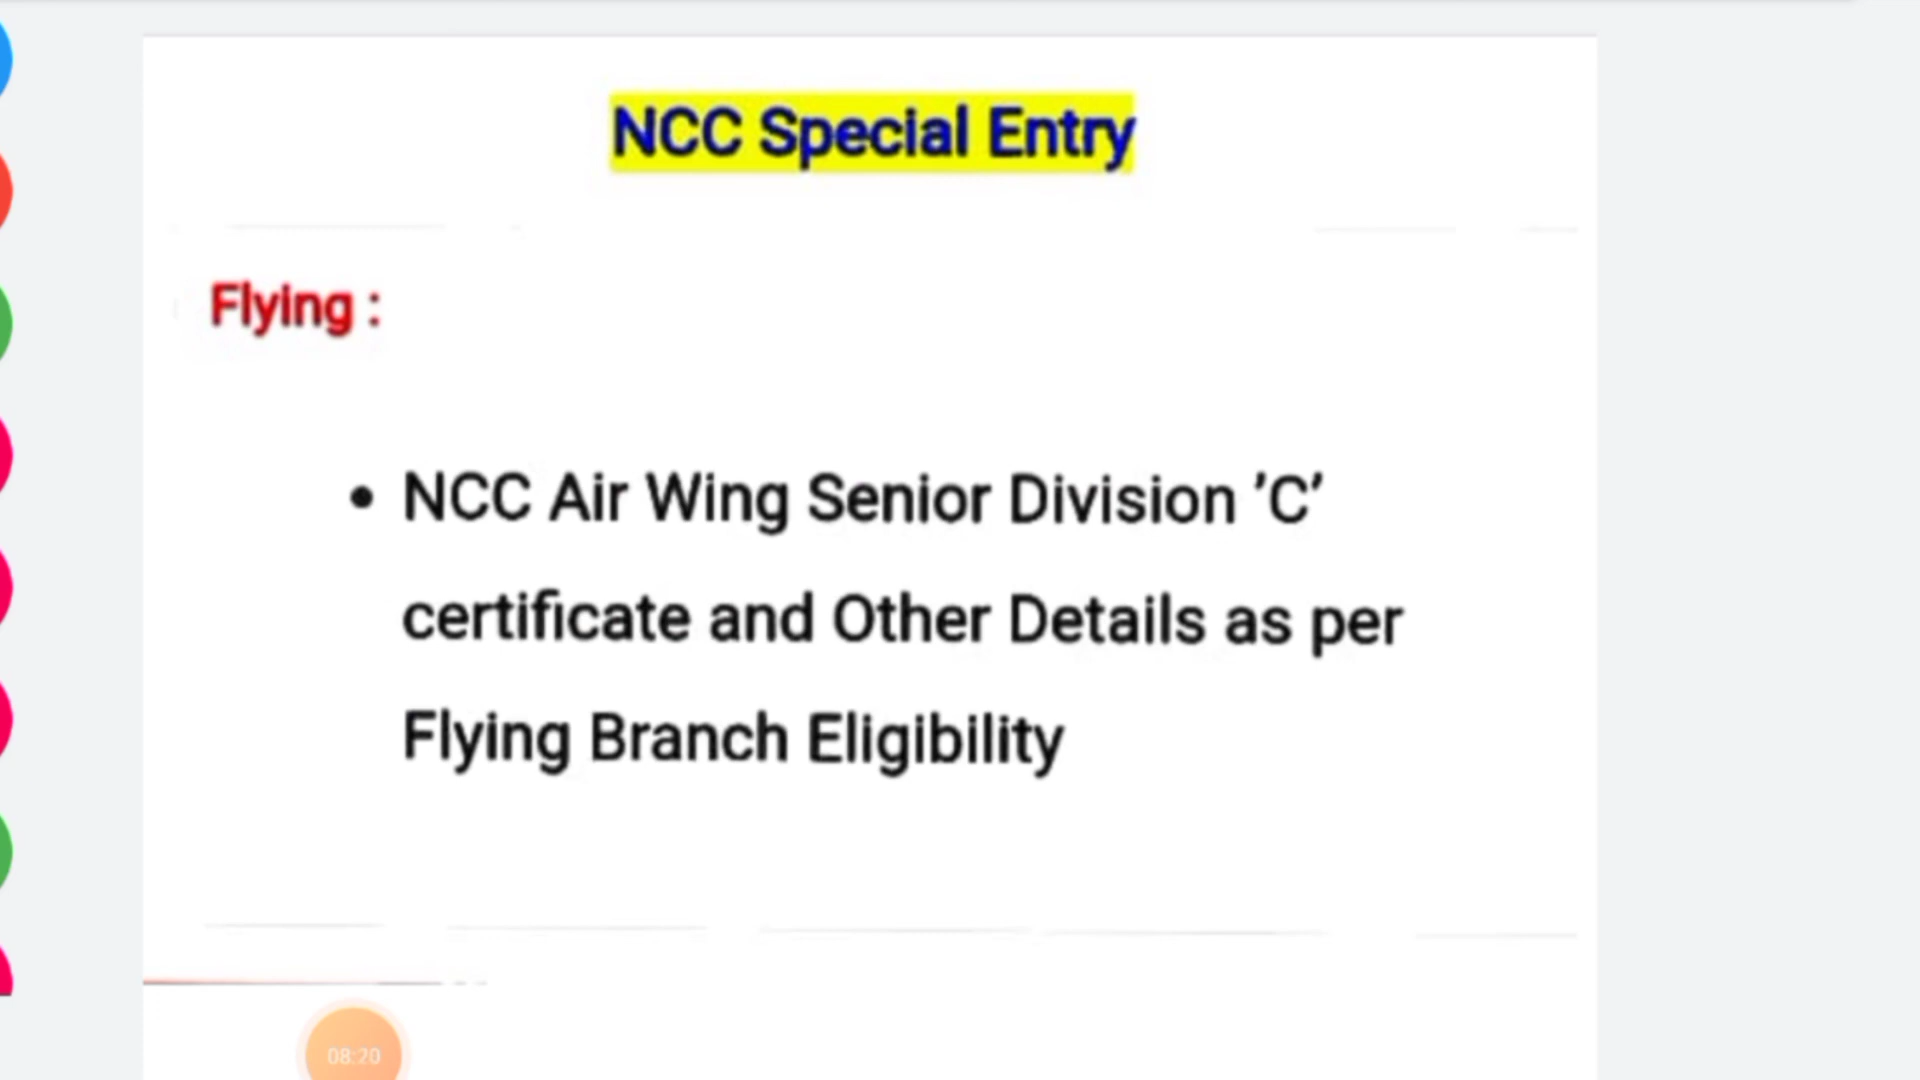 NCC Special Entry
Flying :
• NCC Air Wing Senior Division ’C’
certificate and Other Details as per
Flying Branch Eligibility
08:20